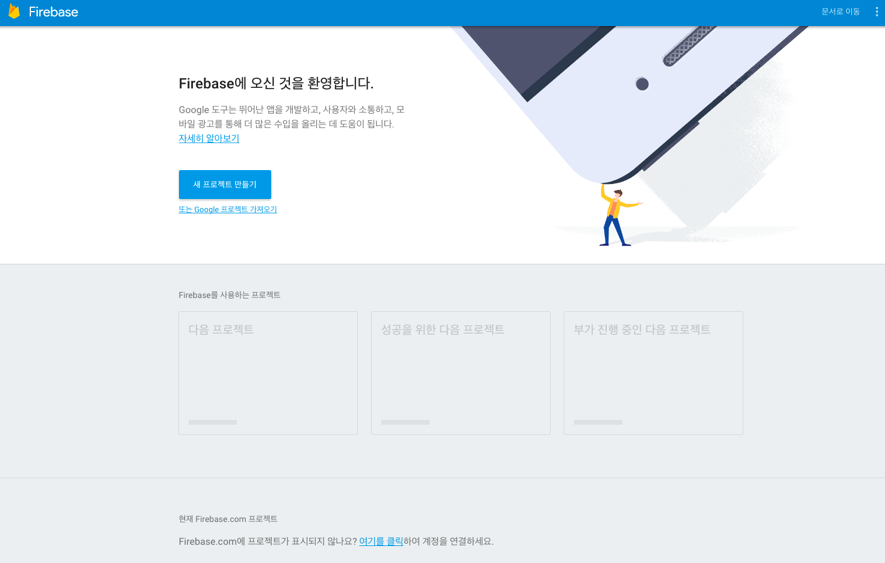 Firebase
문서로 이동
Firebase에 오신 것을 환영합니다.
Google 도구는 뛰어난 앱을 개발하고, 사용자와 소통하고, 모
바일 광고를 통해 더 많은 수입을 올리는 데 도움이 됩니다.
자세히 알아보기
새 프로젝트 만들기
또는 Google 프로젝트 가져오기
Firebase를 사용하는 프로젝트
다음 프로젝트
성공을 위한 다음 프로젝트
부가 진행 중인 다음 프로젝트
현재 Firebase.com 프로젝트
Firebase.com에 프로젝트가 표시되지 않나요? 여기를 클릭하여 계정을 연결하세요.